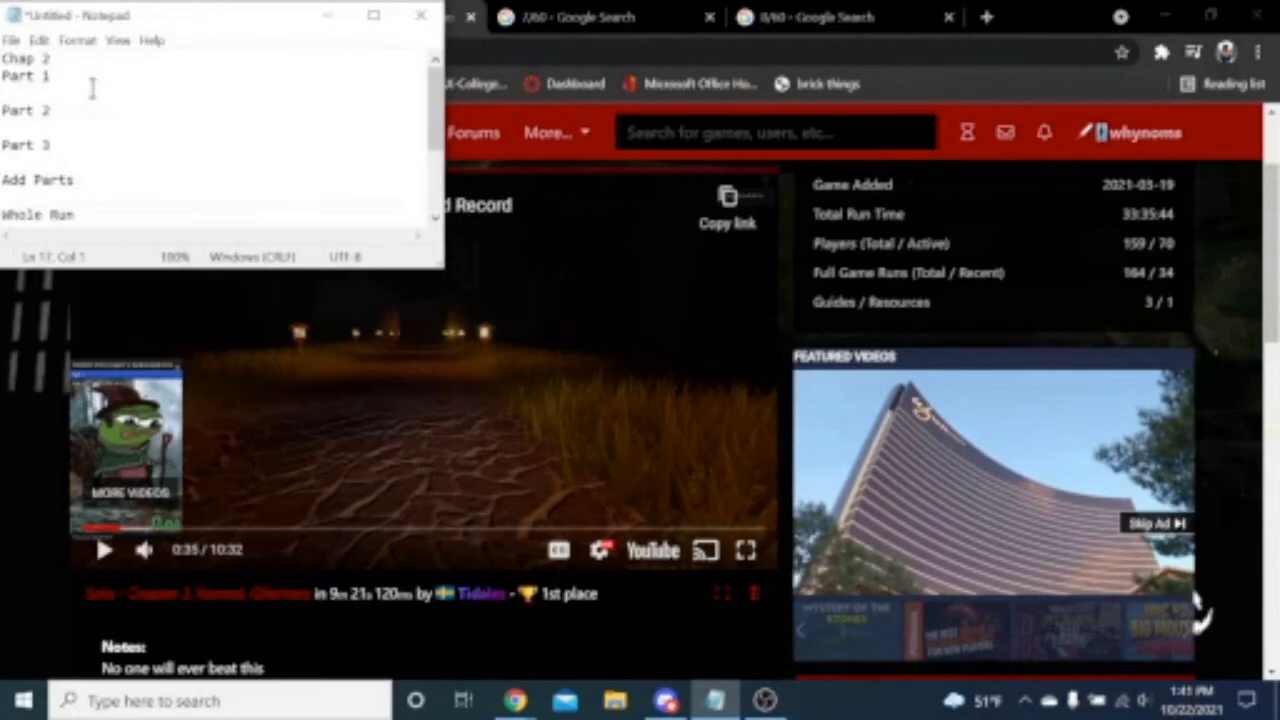 *Untitled - Notepad
File Edit Format View Help
Chap 2
Part 1
Part 2
Part 3
Add Parts
Whole Run
Ln 17, Col 1 100% Windows (CRLF) UTF-8
- Google Search
8/60 - Google Search
X-College... Dashboard Microsoft Office Ho... brick things Reading list
Forums More... Search for games, users, etc... whynoms
d Record
Copy link
Game Added 2021-03-19
Total Run Time 33:35:44
Players (Total / Active) 159 / 70
Full Game Runs (Total / Recent) 164 / 34
Guides / Resources 3 / 1
FEATURED VIDEOS
MORE VIDEOS
Skip Ad
0:35 / 10:32 CC YouTube
in 9m 21s 120ms by - 1st place
MYSTERY OF THE
Notes:
No one will ever beat this
Type here to search
51°F
1:41 PM
10/22/2021